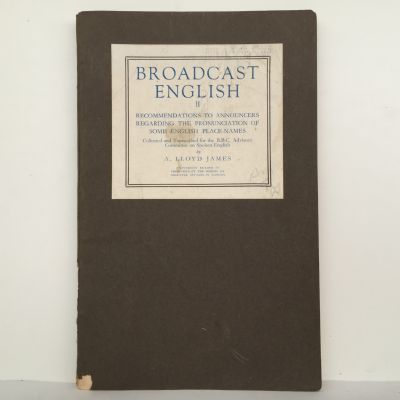 BROADCAST
ENGLISH
II
RECOMMENDATIONS TO ANNOUNCERS
REGARDING THE PRONUNCIATION OF
SOME ENGLISH PLACE-NAMES
Collected and Transcribed for the B.B.C. Advisory
Committee on Spoken English
by
A. LLOYD JAMES